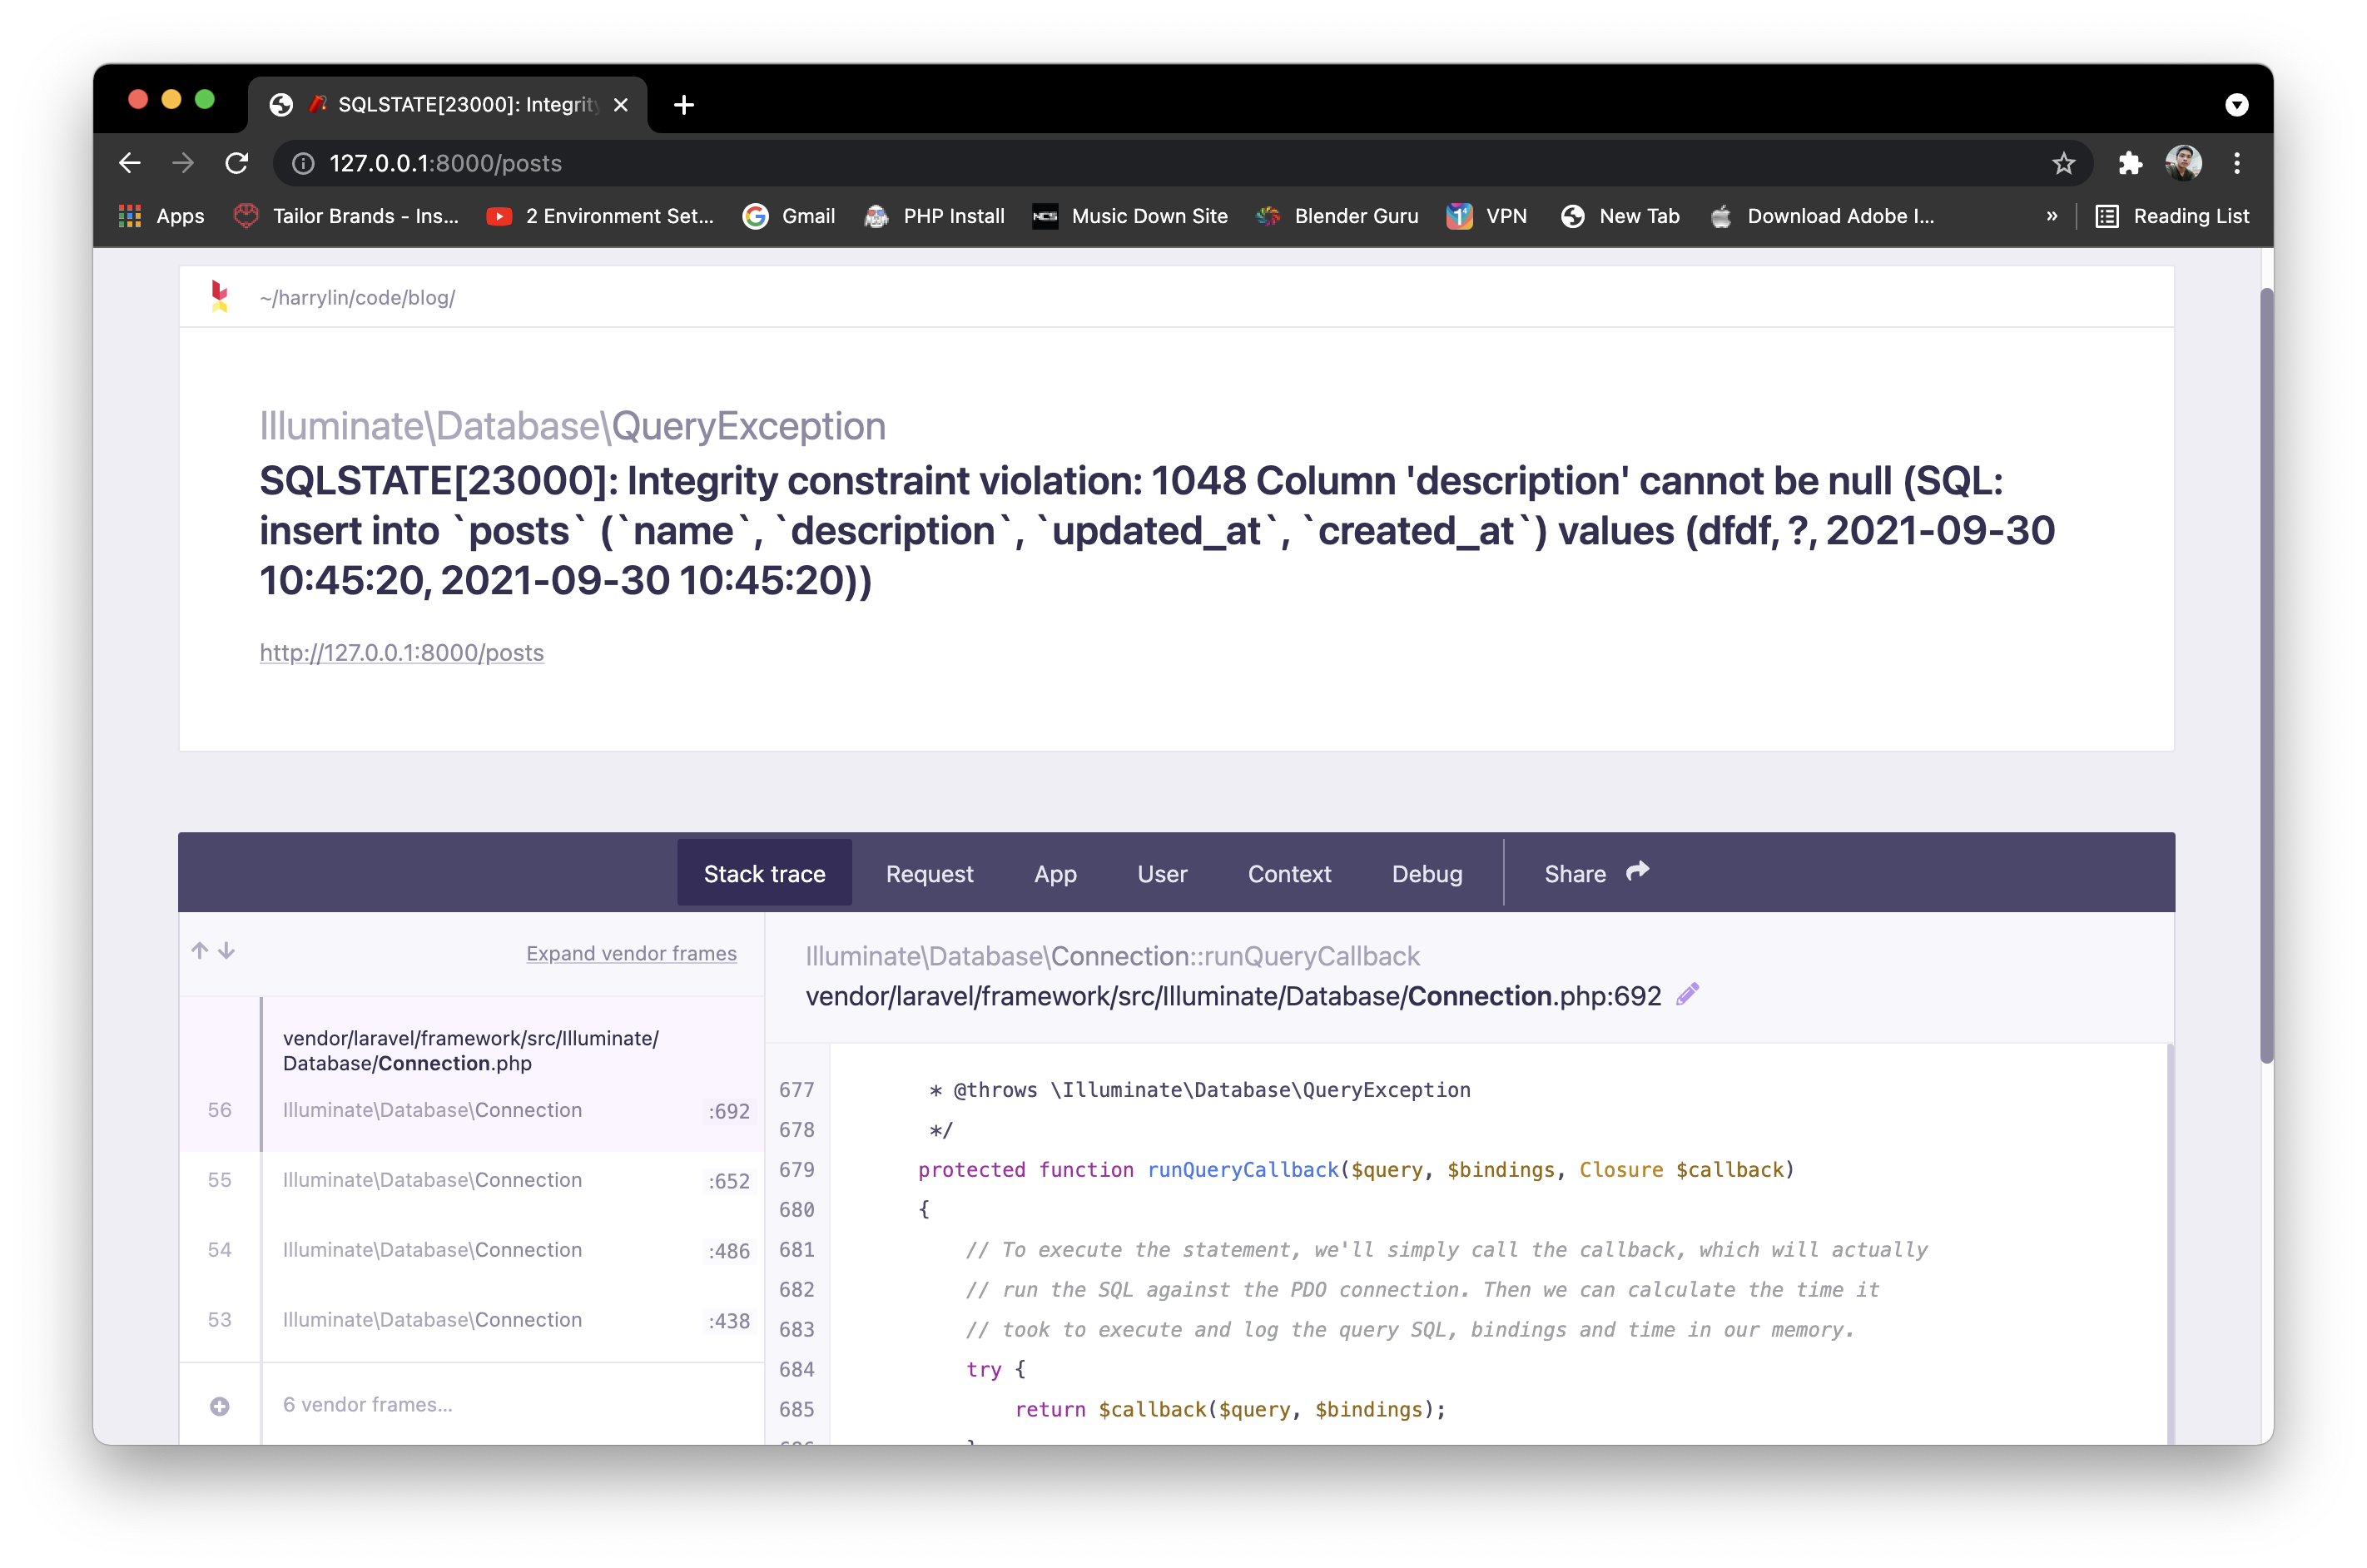 SQLSTATE[23000]: Integrity
127.0.0.1:8000/posts
Apps Tailor Brands - Ins... 2 Environment Set... Gmail PHP Install NCS Music Down Site Blender Guru 1⁴ VPN New Tab Download Adobe I... » Reading List
~/harrylin/code/blog/
Illuminate\Database\QueryException
SQLSTATE[23000]: Integrity constraint violation: 1048 Column 'description' cannot be null (SQL:
insert into `posts` (`name`, `description`, `updated_at`, `created_at`) values (dfdf, ?, 2021-09-30
10:45:20, 2021-09-30 10:45:20))
http://127.0.0.1:8000/posts
Stack trace Request App User Context Debug Share
Expand vendor frames
vendor/laravel/framework/src/Illuminate/
Database/Connection.php
56 Illuminate\Database\Connection :692
55 Illuminate\Database\Connection :652
54 Illuminate\Database\Connection :486
53 Illuminate\Database\Connection :438
6 vendor frames...
Illuminate\Database\Connection::runQueryCallback
vendor/laravel/framework/src/Illuminate/Database/Connection.php:692
677 * @throws \Illuminate\Database\QueryException
678 */
679 protected function runQueryCallback($query, $bindings, Closure $callback)
680 {
681 // To execute the statement, we'll simply call the callback, which will actually
682 // run the SQL against the PDO connection. Then we can calculate the time it
683 // took to execute and log the query SQL, bindings and time in our memory.
684 try {
685 return $callback($query, $bindings);